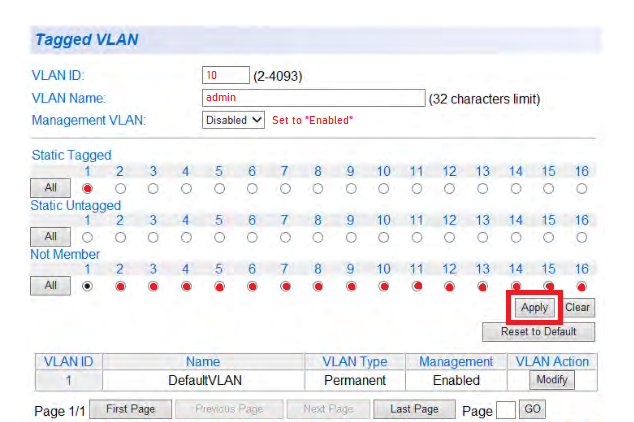 Tagged VLAN
VLAN ID: 10 (2-4093)
VLAN Name: admin (32 characters limit)
Management VLAN: Disabled Set to "Enabled"
Static Tagged
1 2 3 4 5 6 7 8 9 10 11 12 13 14 15 16
All
Static Untagged
1 2 3 4 5 6 7 8 9 10 11 12 13 14 15 16
All
Not Member
1 2 3 4 5 6 7 8 9 10 11 12 13 14 15 16
All
Apply Clear
Reset to Default
VLAN ID Name VLAN Type Management VLAN Action
1 DefaultVLAN Permanent Enabled Modify
Page 1/1 First Page Previous Page Next Page Last Page Page GO